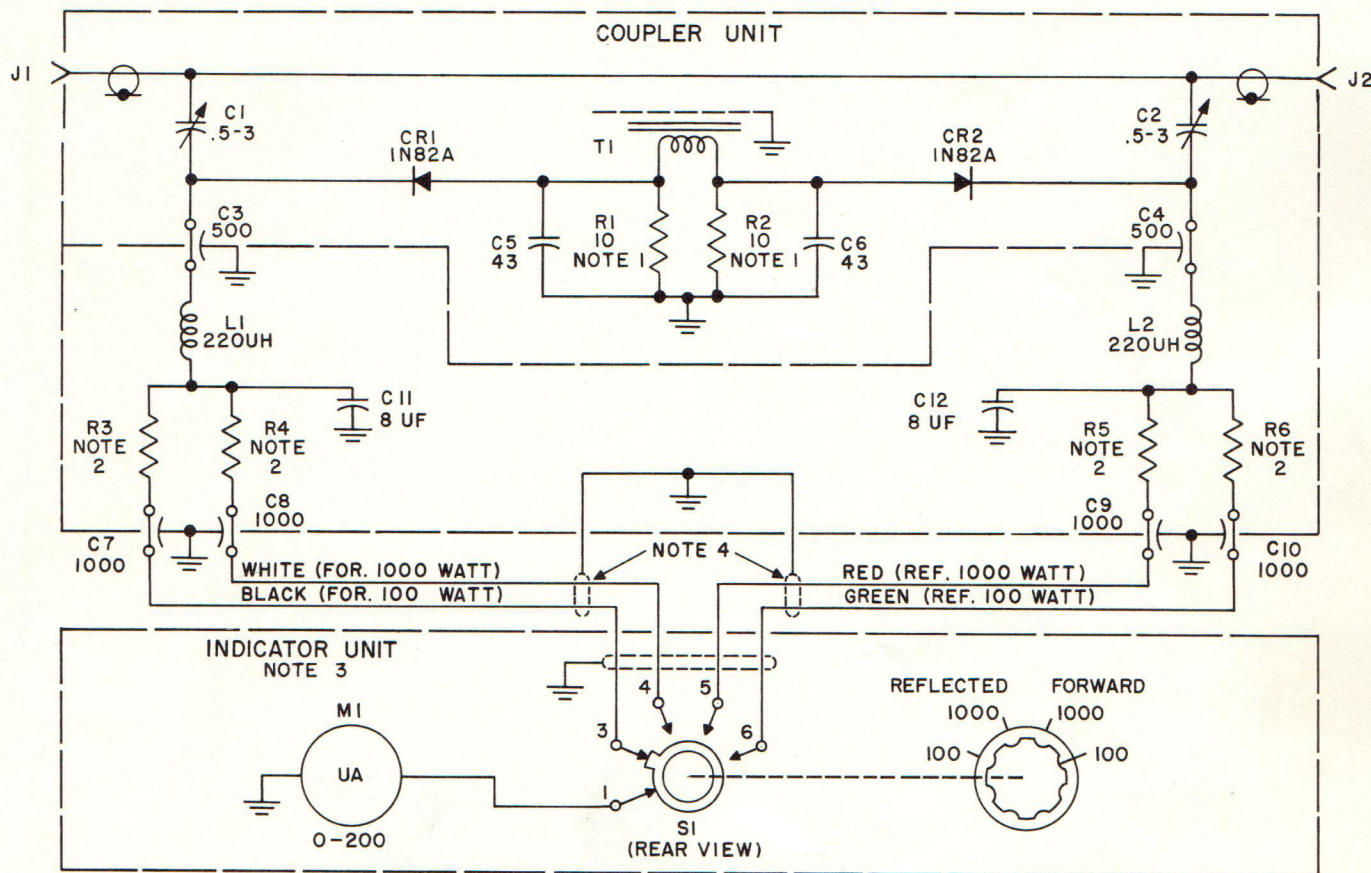 COUPLER UNIT
J1
J2
C1
.5-3
CR1
1N82A
T1
CR2
1N82A
C2
.5-3
C3
500
C5
43
R1
10
NOTE 1
R2
10
NOTE 1
C6
43
C4
500
L1
220UH
L2
220UH
C11
8 UF
C12
8 UF
R3
NOTE
2
R4
NOTE
2
R5
NOTE
2
R6
NOTE
2
C7
1000
C8
1000
C9
1000
C10
1000
NOTE 4
WHITE (FOR. 1000 WATT)
BLACK (FOR. 100 WATT)
RED (REF. 1000 WATT)
GREEN (REF. 100 WATT)
INDICATOR UNIT
NOTE 3
M1
UA
0-200
1
3
4
5
6
S1
(REAR VIEW)
REFLECTED
FORWARD
1000
1000
100
100